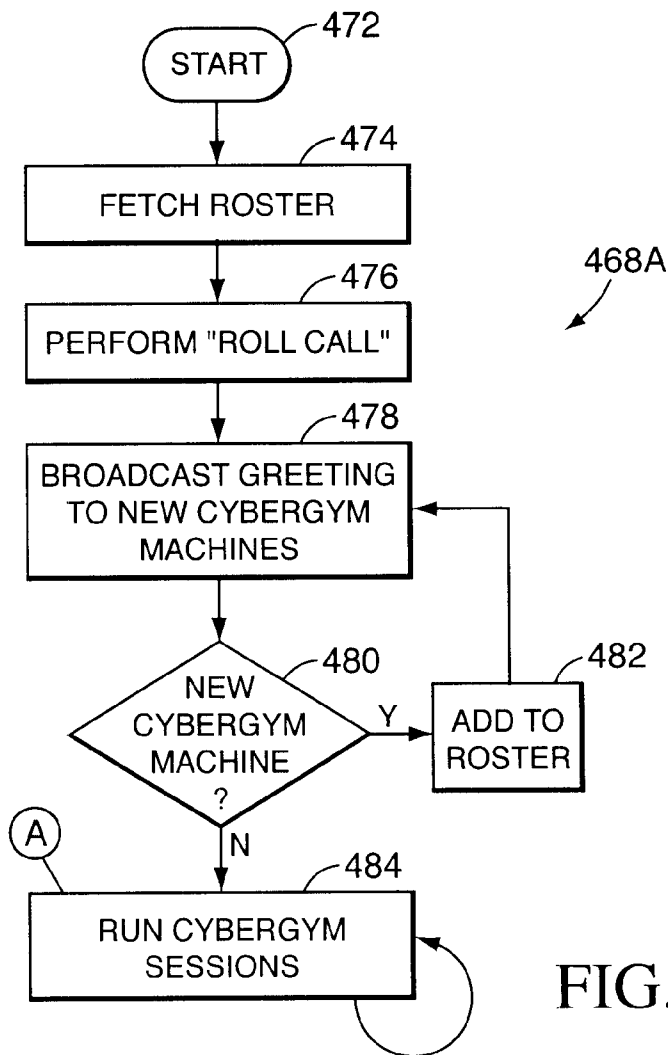 START
472
474
FETCH ROSTER
468A
476
PERFORM "ROLL CALL"
478
BROADCAST GREETING
TO NEW CYBERGYM
MACHINES
480
NEW
CYBERGYM
MACHINE
?
Y
482
ADD TO
ROSTER
A
N
484
RUN CYBERGYM
SESSIONS
FIG.